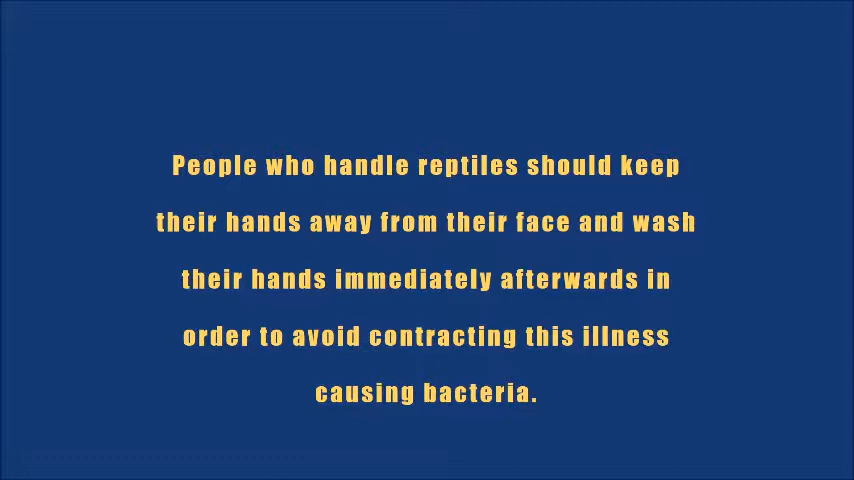 People who handle reptiles should keep
their hands away from their face and wash
their hands immediately afterwards in
order to avoid contracting this illness
causing bacteria.